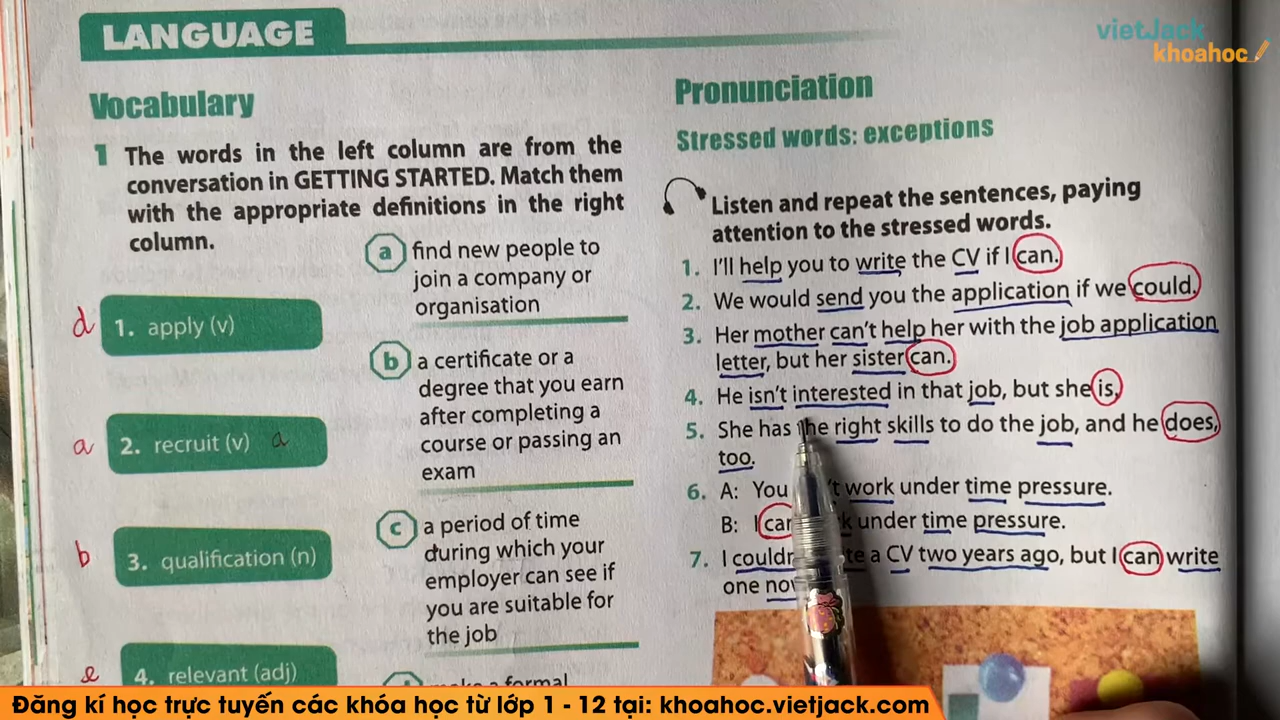 LANGUAGE
vietJack
khoahoc
Vocabulary
1 The words in the left column are from the
conversation in GETTING STARTED. Match them
with the appropriate definitions in the right
column.
d 1. apply (v)
a 2. recruit (v) a
b 3. qualification (n)
e 4. relevant (adj)
a find new people to
join a company or
organisation
b a certificate or a
degree that you earn
after completing a
course or passing an
exam
c a period of time
during which your
employer can see if
you are suitable for
the job
formal
Pronunciation
Stressed words: exceptions
Listen and repeat the sentences, paying
attention to the stressed words.
1. I'll help you to write the CV if I can.
2. We would send you the application if we could.
3. Her mother can't help her with the job application
letter, but her sister can.
4. He isn't interested in that job, but she is.
5. She has the right skills to do the job, and he does,
too.
6. A: You work under time pressure.
B: I under time pressure.
7. I a CV two years ago, but I can write
one
Đăng kí học trực tuyến các khóa học từ lớp 1 - 12 tại: khoahoc.vietjack.com